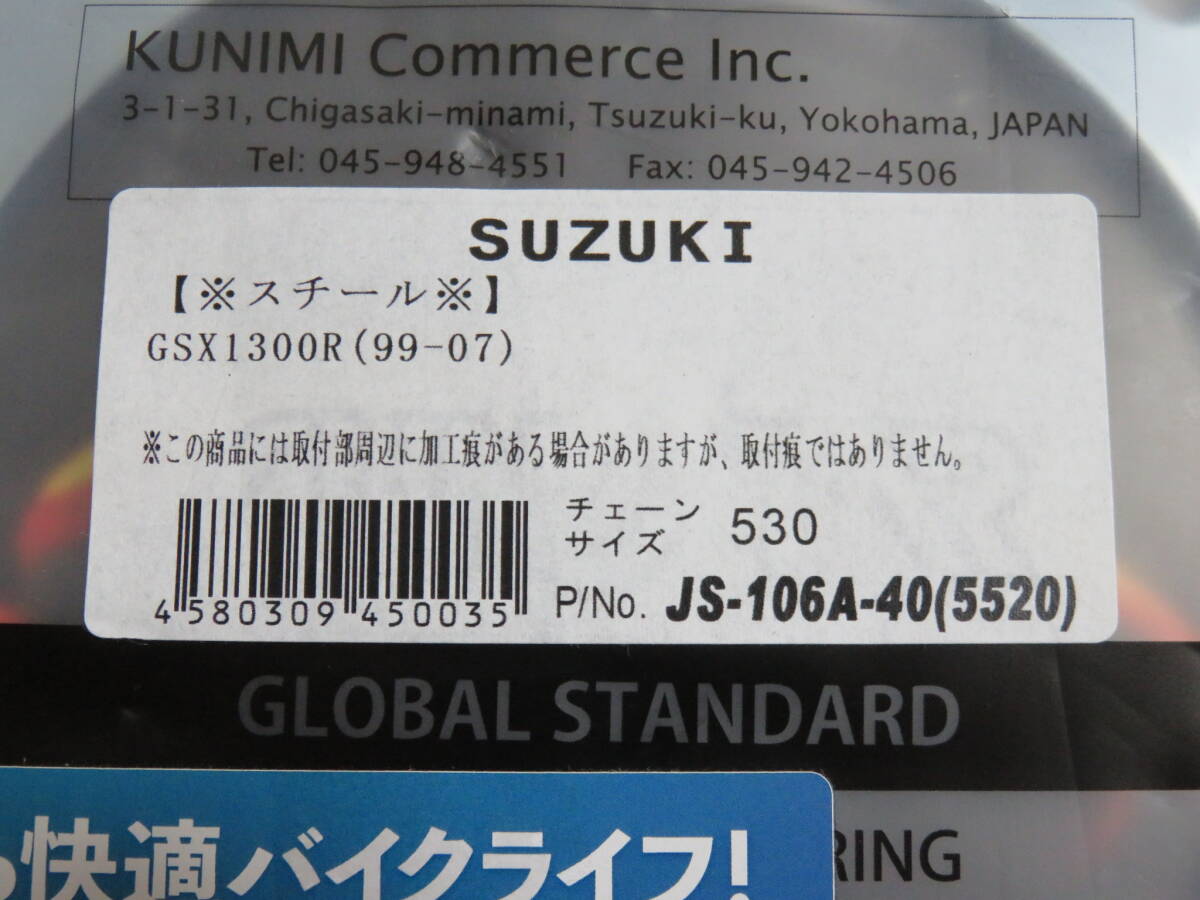 KUNIMI Commerce Inc.
3-1-31, Chigasaki-minami, Tsuzuki-ku, Yokohama, JAPAN
Tel: 045-948-4551 Fax: 045-942-4506
SUZUKI
【※スチール※】
GSX1300R(99-07)
※この商品には取付部周辺に加工痕がある場合がありますが、取付痕ではありません。
チェーン
サイズ 530
4 580309 450035
P/No. JS-106A-40(5520)
GLOBAL STANDARD
快適バイクライフ!
RING